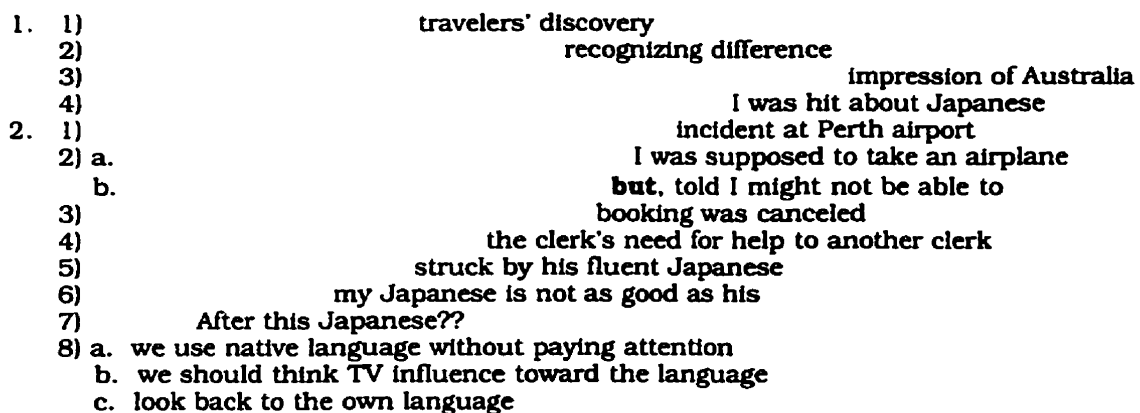 1. 1) travelers' discovery
2) recognizing difference
3) impression of Australia
4) I was hit about Japanese
2. 1) incident at Perth airport
2) a. I was supposed to take an airplane
b. but, told I might not be able to
3) booking was canceled
4) the clerk's need for help to another clerk
5) struck by his fluent Japanese
6) my Japanese is not as good as his
7) After this Japanese??
8) a. we use native language without paying attention
b. we should think TV influence toward the language
c. look back to the own language